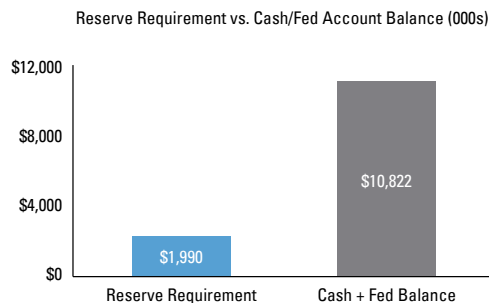 Reserve Requirement vs. Cash/Fed Account Balance (000s)
$12,000
$8,000
$4,000
$0
$1,990
$10,822
Reserve Requirement
Cash + Fed Balance